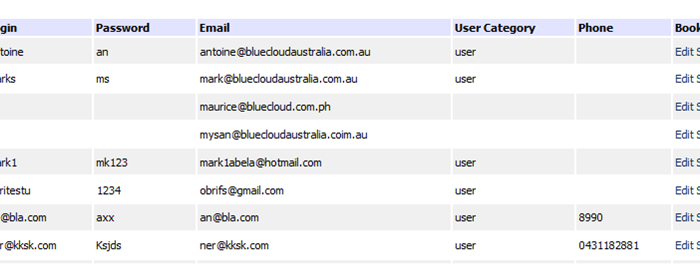 gin Password Email User Category Phone Book
toine an antoine@bluecloudaustralia.com.au user Edit S
arks ms mark@bluecloudaustralia.com.au user Edit S
maurice@bluecloud.com.ph Edit S
mysan@bluecloudaustralia.coim.au Edit S
ark1 mk123 mark1abela@hotmail.com user Edit S
ritestu 1234 obrifs@gmail.com user Edit S
@bla.com axx an@bla.com user 8990 Edit S
er@kksk.com Ksjds ner@kksk.com user 0431182881 Edit S